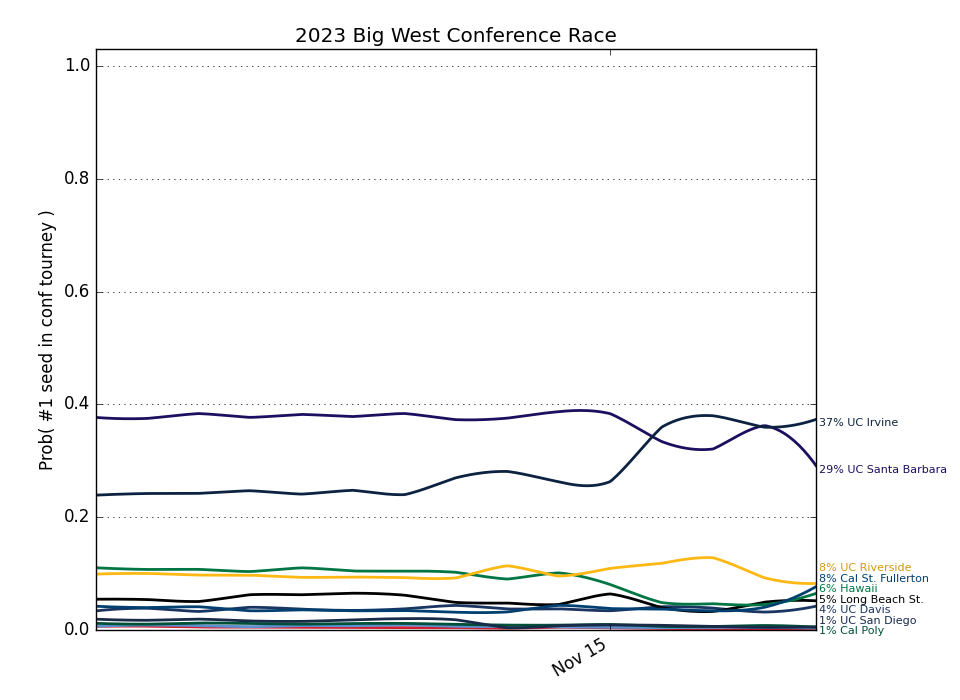 2023 Big West Conference Race
Prob( #1 seed in conf tourney )
1.0
0.8
0.6
0.4
0.2
0.0
Nov 15
37% UC Irvine
29% UC Santa Barbara
8% UC Riverside
8% Cal St. Fullerton
6% Hawaii
5% Long Beach St.
4% UC Davis
1% UC San Diego
1% Cal Poly